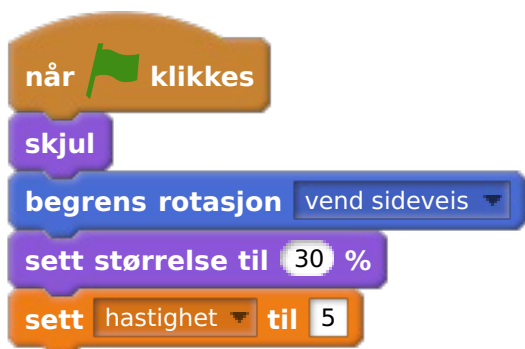 når klikkes
skjul
begrens rotasjon vend sideveis
sett størrelse til 30 %
sett hastighet til 5